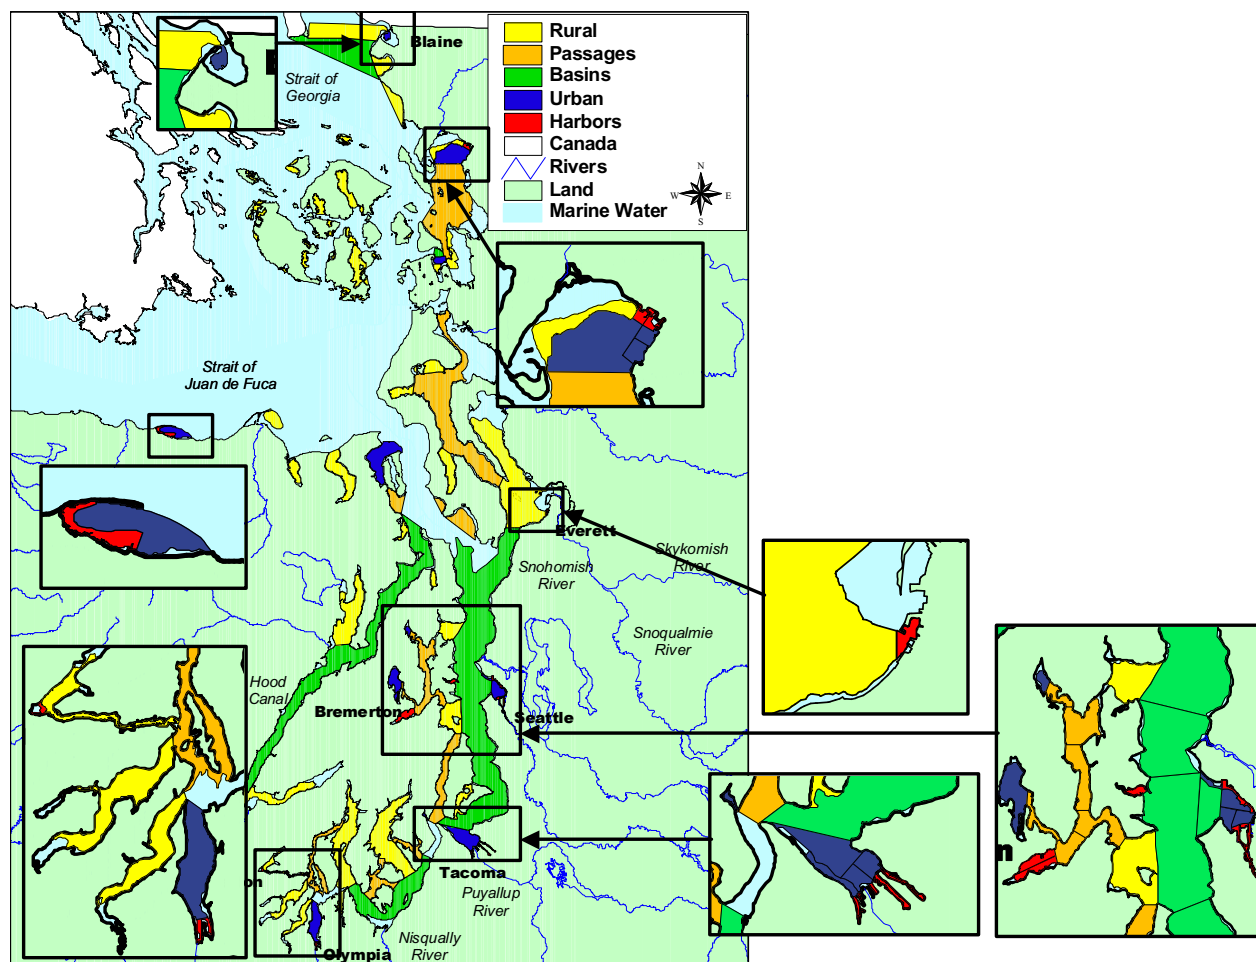 Rural
Passages
Basins
Urban
Harbors
Canada
Rivers
Land
Marine Water
N
W E
S
Blaine
Strait of
Georgia
Strait of
Juan de Fuca
Everett
Skykomish
River
Snohomish
River
Snoqualmie
River
Hood
Canal
Bremerton
Seattle
Tacoma
Puyallup
River
Nisqually
River
Olympia
on
n